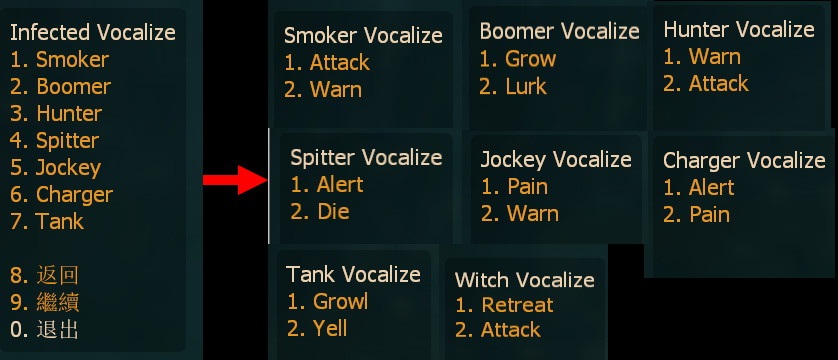 Infected Vocalize
1. Smoker
2. Boomer
3. Hunter
4. Spitter
5. Jockey
6. Charger
7. Tank
8. 返回
9. 繼續
0. 退出
Smoker Vocalize
1. Attack
2. Warn
Boomer Vocalize
1. Grow
2. Lurk
Hunter Vocalize
1. Warn
2. Attack
Spitter Vocalize
1. Alert
2. Die
Jockey Vocalize
1. Pain
2. Warn
Charger Vocalize
1. Alert
2. Pain
Tank Vocalize
1. Growl
2. Yell
Witch Vocalize
1. Retreat
2. Attack